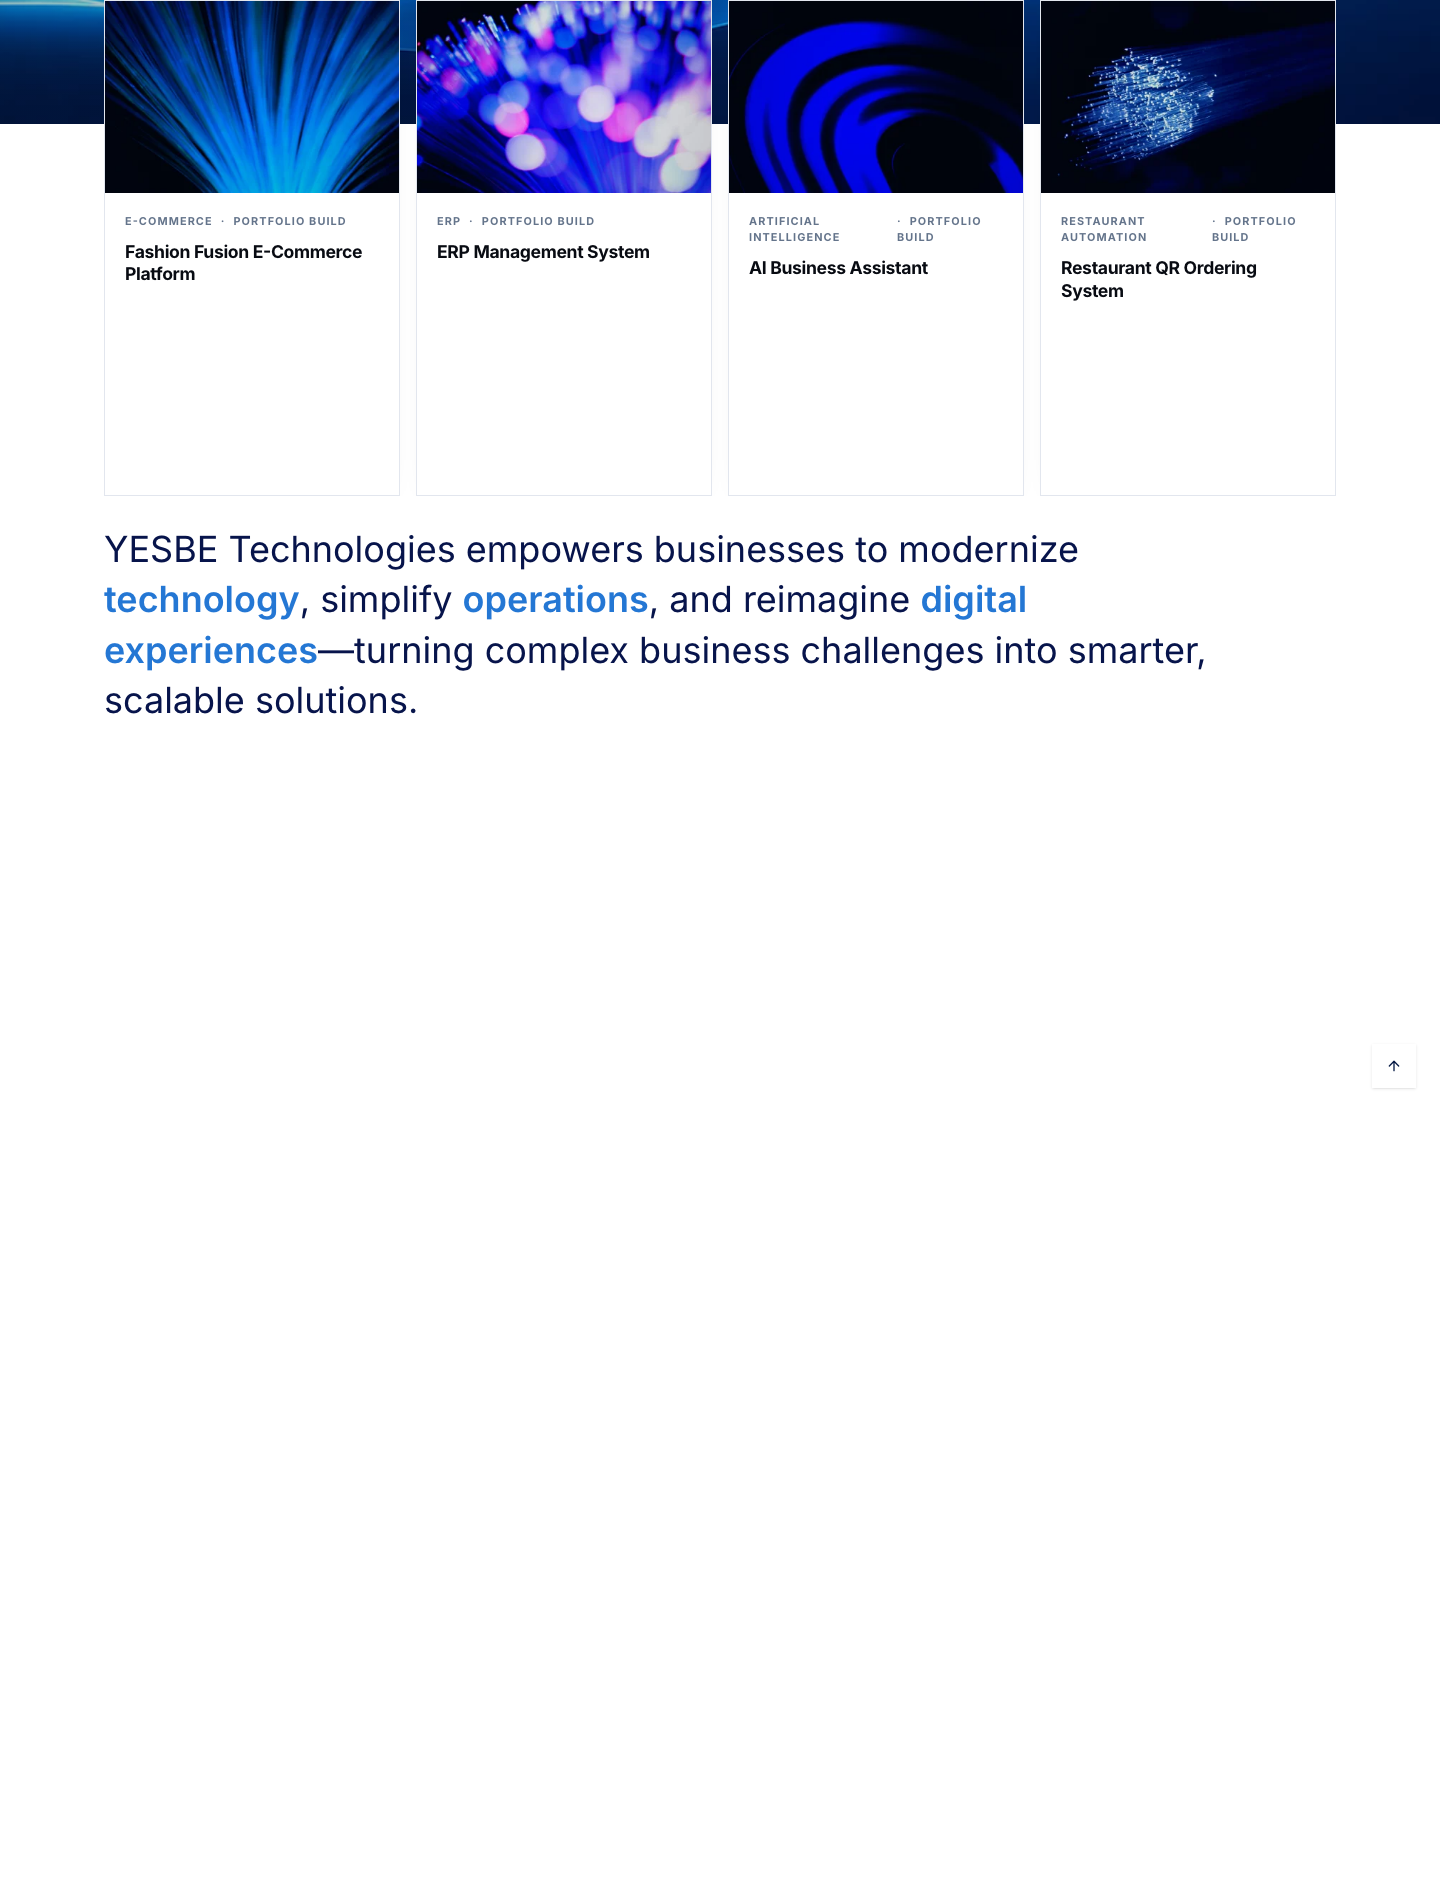 E-COMMERCE · PORTFOLIO BUILD
Fashion Fusion E-Commerce
Platform
ERP · PORTFOLIO BUILD
ERP Management System
ARTIFICIAL INTELLIGENCE · PORTFOLIO BUILD
AI Business Assistant
RESTAURANT AUTOMATION · PORTFOLIO BUILD
Restaurant QR Ordering
System
YESBE Technologies empowers businesses to modernize
technology, simplify operations, and reimagine digital
experiences—turning complex business challenges into smarter,
scalable solutions.